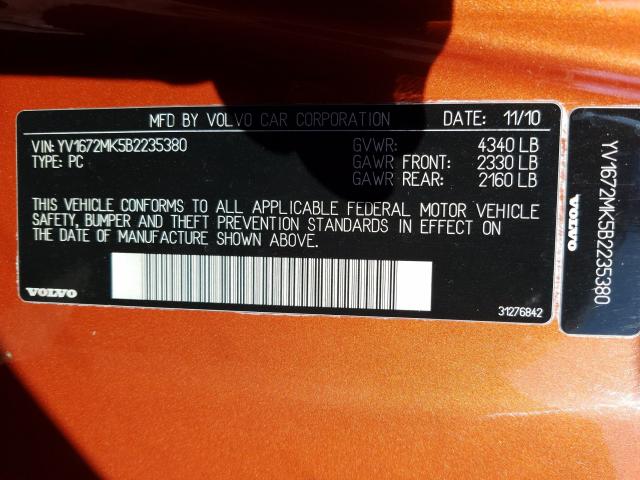 MFD BY VOLVO CAR CORPORATION DATE: 11/10
VIN: YV1672MK5B2235380 GVWR: 4340 LB
TYPE: PC GAWR FRONT: 2330 LB
GAWR REAR: 2160 LB
THIS VEHICLE CONFORMS TO ALL APPLICABLE FEDERAL MOTOR VEHICLE
SAFETY, BUMPER AND THEFT PREVENTION STANDARDS IN EFFECT ON
THE DATE OF MANUFACTURE SHOWN ABOVE.
VOLVO
31276842
YV1672MK5B2235380
VOLVO